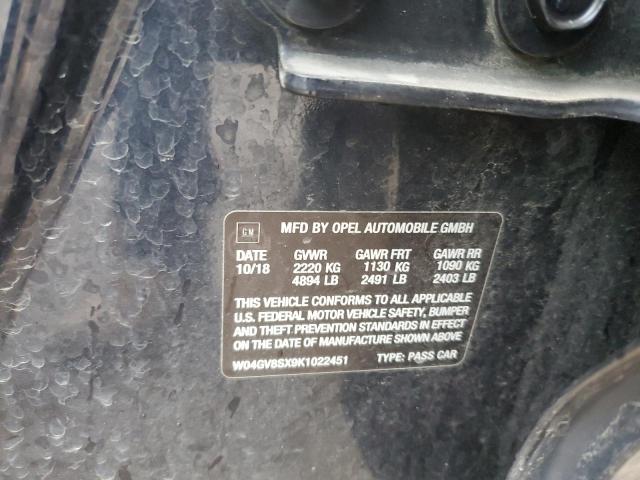 GM
MFD BY OPEL AUTOMOBILE GMBH
DATE GVWR GAWR FRT GAWR RR
10/18 2220 KG 1130 KG 1090 KG
4894 LB 2491 LB 2403 LB
THIS VEHICLE CONFORMS TO ALL APPLICABLE
U.S. FEDERAL MOTOR VEHICLE SAFETY, BUMPER
AND THEFT PREVENTION STANDARDS IN EFFECT
ON THE DATE OF MANUFACTURE SHOWN ABOVE
W04GV8SX9K1022451 TYPE: PASS CAR